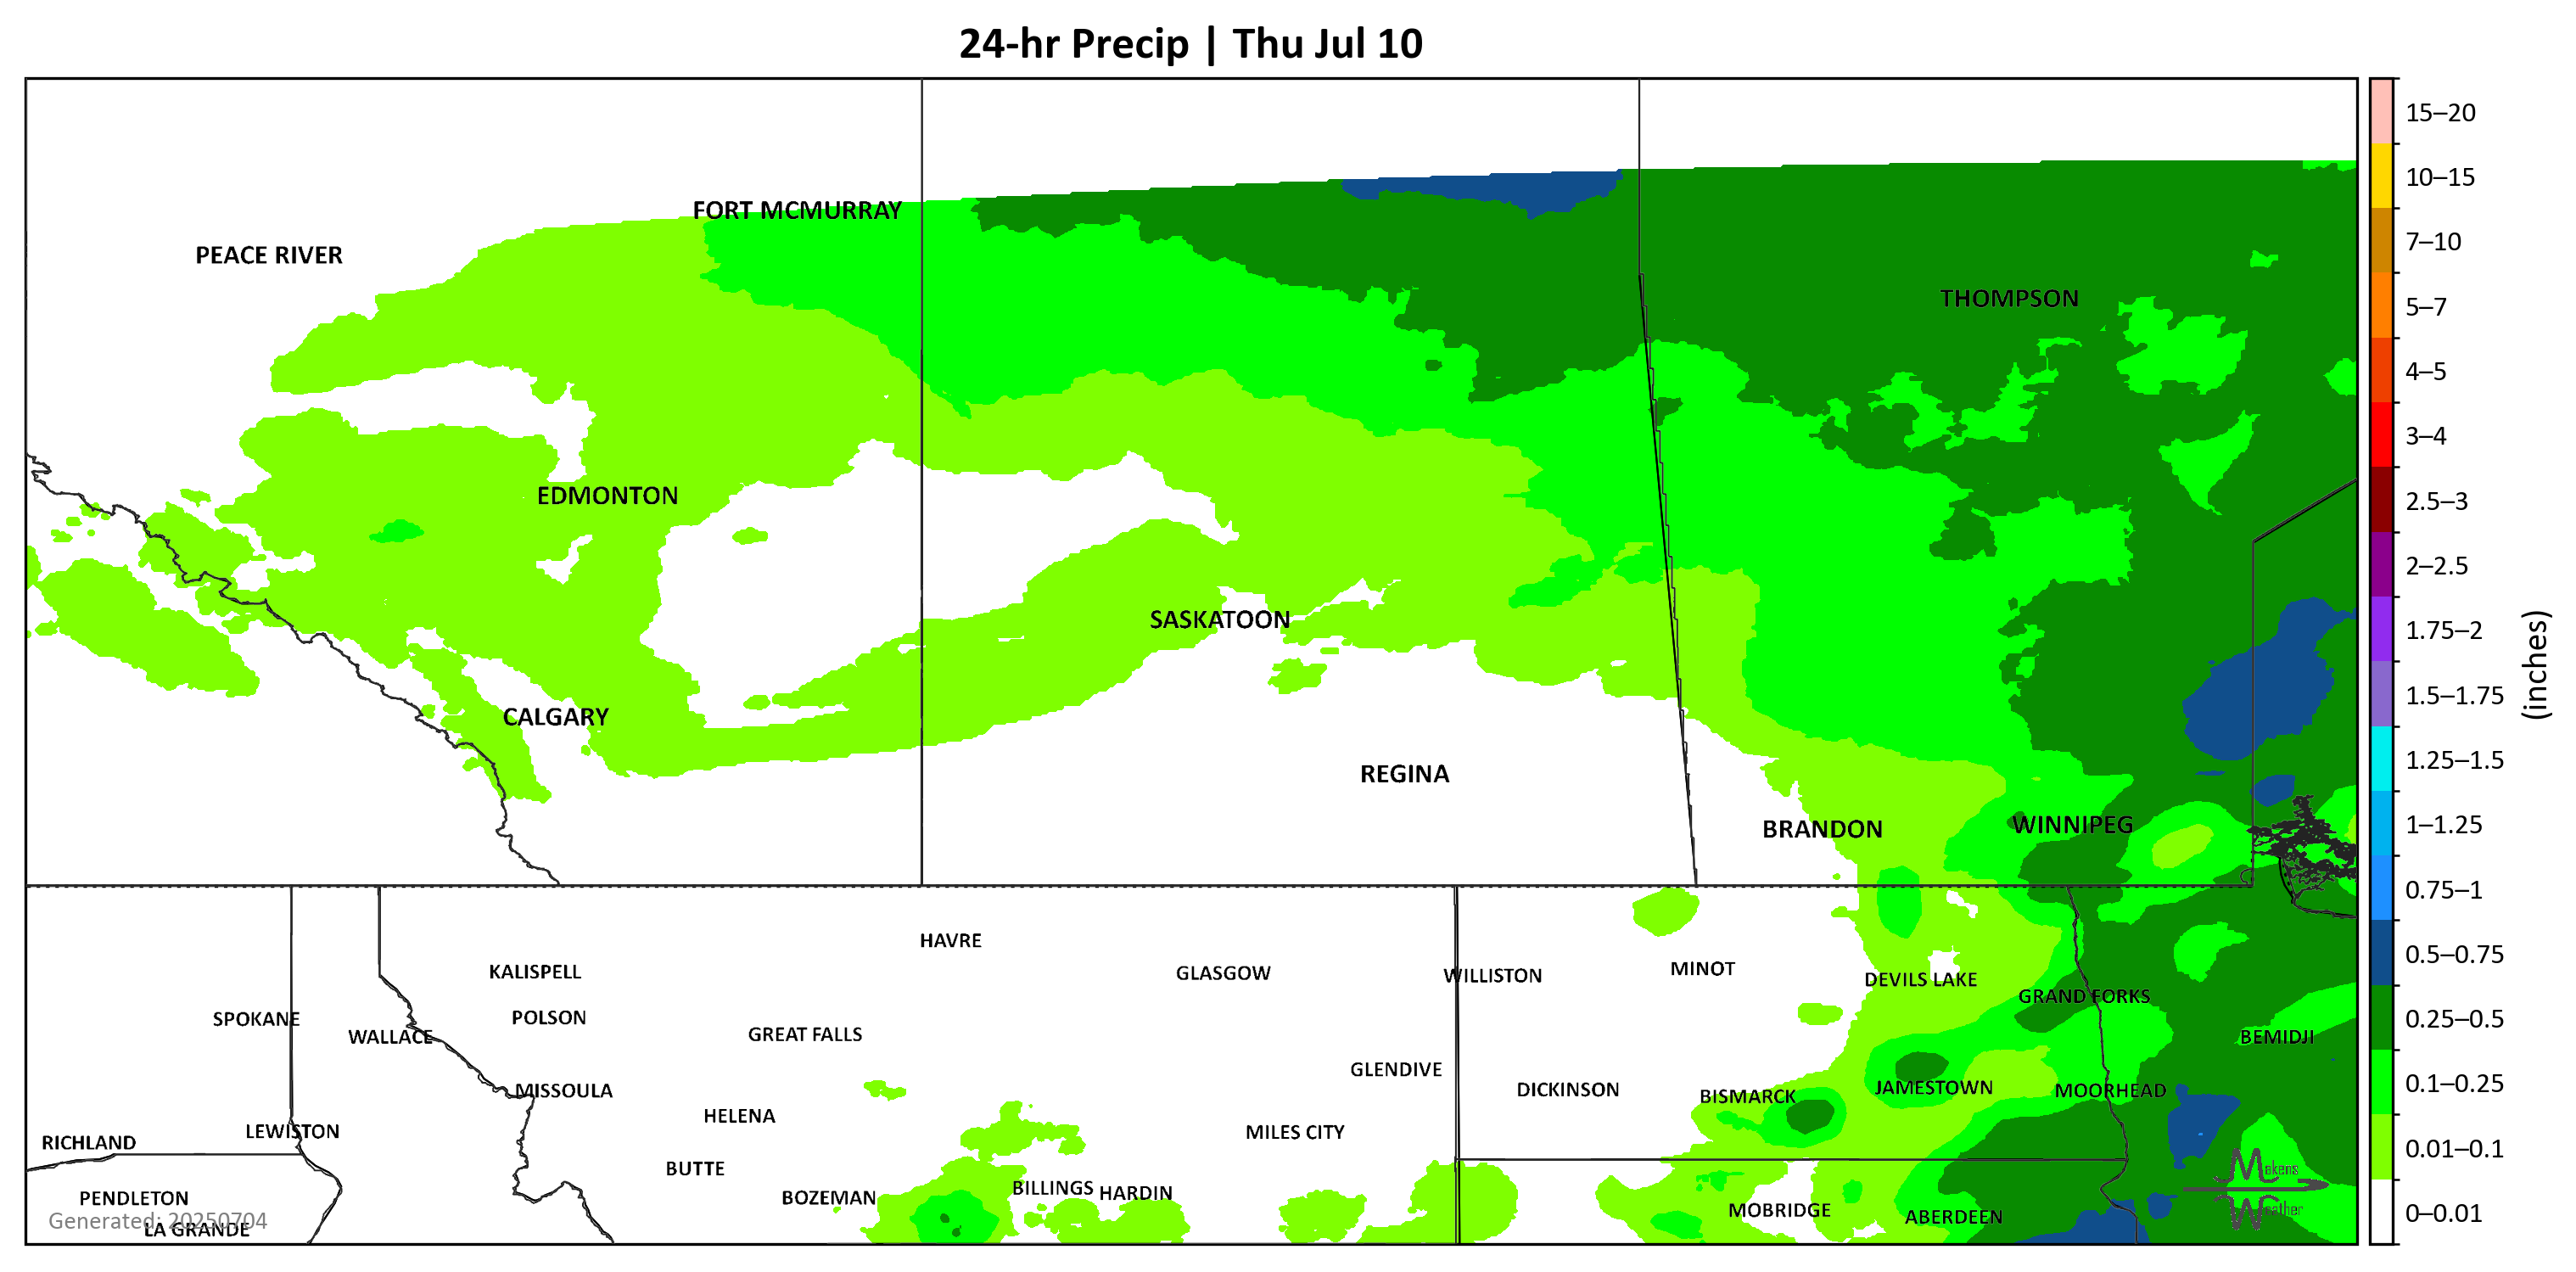 24-hr Precip | Thu Jul 10
FORT MCMURRAY
PEACE RIVER
THOMPSON
EDMONTON
SASKATOON
CALGARY
REGINA
BRANDON
WINNIPEG
HAVRE
KALISPELL
GLASGOW
WILLISTON
MINOT
DEVILS LAKE
GRAND FORKS
SPOKANE
WALLACE
POLSON
GREAT FALLS
BEMIDJI
GLENDIVE
MISSOULA
DICKINSON
BISMARCK
JAMESTOWN
MOORHEAD
HELENA
RICHLAND
LEWISTON
MILES CITY
BUTTE
PENDLETON
BOZEMAN
BILLINGS
HARDIN
MOBRIDGE
ABERDEEN
Generated: 20250704
LA GRANDE
Makens
Weather
15–20
10–15
7–10
5–7
4–5
3–4
2.5–3
2–2.5
1.75–2
1.5–1.75
1.25–1.5
1–1.25
0.75–1
0.5–0.75
0.25–0.5
0.1–0.25
0.01–0.1
0–0.01
(inches)